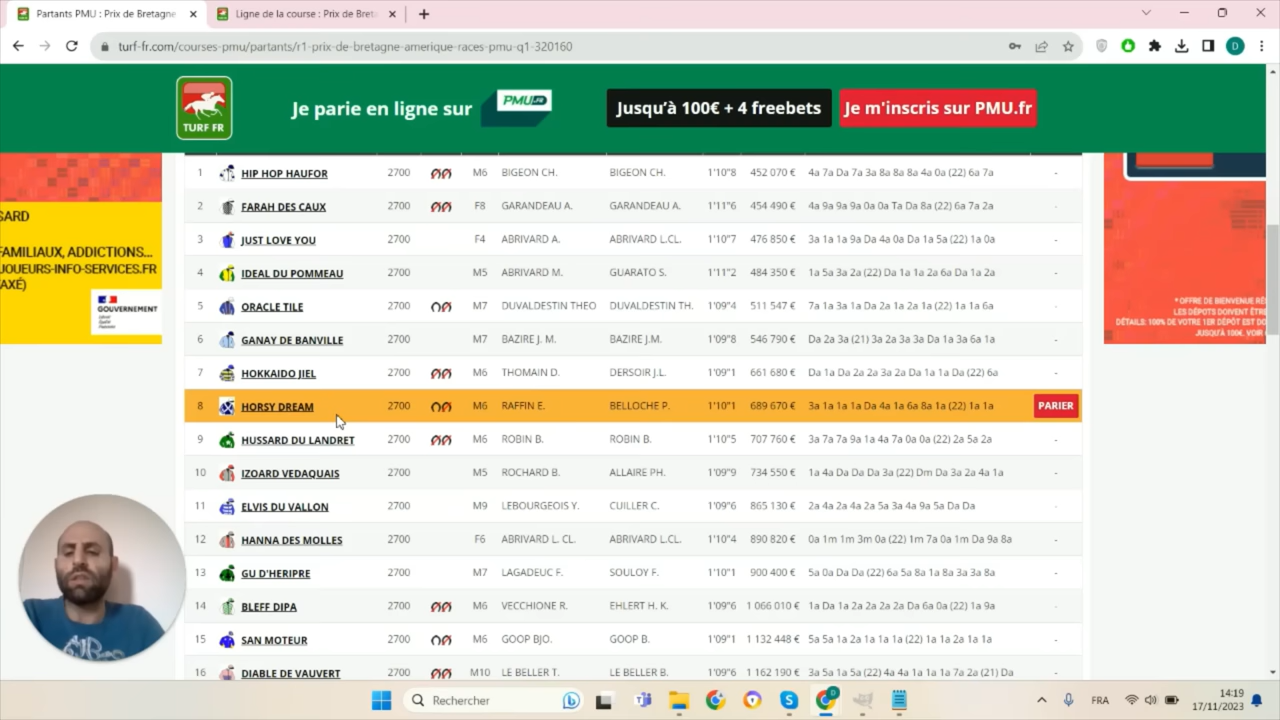 Partants PMU : Prix de Bretagne
Ligne de la course : Prix de Bret
turf-fr.com/courses-pmu/partants/r1-prix-de-bretagne-amerique-races-pmu-q1-320160
D
TURF FR
Je parie en ligne sur
PMU.fr
Jusqu'à 100€ + 4 freebets
Je m'inscris sur PMU.fr
SARD
FAMILIAUX, ADDICTIONS...
JOUEURS-INFO-SERVICES.FR
TAXÉ)
GOUVERNEMENT
1 HIP HOP HAUFOR 2700 M6 BIGEON CH. BIGEON CH. 1'10"8 452 070 € 4a 7a Da 7a 3a 8a 8a 8a 4a 0a (22) 6a 7a -
2 FARAH DES CAUX 2700 F8 GARANDEAU A. GARANDEAU A. 1'11"6 454 490 € 4a 9a 9a 9a 0a 0a Ta Da 8a (22) 6a 7a 2a -
3 JUST LOVE YOU 2700 F4 ABRIVARD A. ABRIVARD L.CL. 1'10"7 476 850 € 3a 1a 1a 9a Da 4a 0a Da 1a 5a (22) 1a 0a -
4 IDEAL DU POMMEAU 2700 M5 ABRIVARD M. GUARATO S. 1'11"2 484 350 € 1a 5a 3a 2a (22) Da 1a 1a 2a 6a Da 1a 2a -
5 ORACLE TILE 2700 M7 DUVALDESTIN THEO DUVALDESTIN TH. 1'09"4 511 547 € 7a 1a 3a 1a Da 2a 1a 2a 1a (22) 1a 1a 6a -
6 GANAY DE BANVILLE 2700 M7 BAZIRE J. M. BAZIRE J.M. 1'09"8 546 790 € Da 2a 3a (21) 3a 2a 3a 3a Da 1a 3a 6a 1a -
7 HOKKAIDO JIEL 2700 M6 THOMAIN D. DERSOIR J.L. 1'09"1 661 680 € Da 1a Da 2a 2a 3a 2a Da 1a 1a Da (22) 6a -
8 HORSY DREAM 2700 M6 RAFFIN E. BELLOCHE P. 1'10"1 689 670 € 3a 1a 1a 1a Da 4a 1a 6a 8a 1a (22) 1a 1a PARIER
9 HUSSARD DU LANDRET 2700 M6 ROBIN B. ROBIN B. 1'10"5 707 760 € 3a 7a 7a 9a 1a 4a 7a 0a 0a (22) 2a 5a 2a -
10 IZOARD VEDAQUAIS 2700 M5 ROCHARD B. ALLAIRE PH. 1'09"9 734 550 € 1a 4a Da Da Da 3a (22) Dm Da 3a 2a 4a 1a -
11 ELVIS DU VALLON 2700 M9 LEBOURGEOIS Y. CUILLER C. 1'09"6 865 130 € 2a 4a 2a 4a 2a 5a 3a 4a 9a 5a Da Da -
12 HANNA DES MOLLES 2700 F6 ABRIVARD L. CL. ABRIVARD L.CL. 1'10"4 890 820 € 0a 1m 1m 3m 0a (22) 1m 7a 0a 1m Da 9a 8a -
13 GU D'HERIPRE 2700 M7 LAGADEUC F. SOULOY F. 1'10"1 900 400 € 5a 0a Da Da (22) 6a 5a 8a 1a 8a 3a 3a 8a -
14 BLEFF DIPA 2700 M6 VECCHIONE R. EHLERT H. K. 1'09"6 1 066 010 € 1a Da 1a 2a 2a 2a 2a Da 6a 0a (22) 1a 9a -
15 SAN MOTEUR 2700 M6 GOOP BJO. GOOP B. 1'09"1 1 132 448 € 5a 5a 1a 2a 1a 1a 1a (22) 1a 1a 2a 1a 1a -
16 DIABLE DE VAUVERT 2700 M10 LE BELLER T. LE BELLER B. 1'09"6 1 162 190 € 3a 1a 5a 5a (22) 4a 4a 1a 1a 1a 7a 2a (21) Da -
* OFFRE DE BIENVENUE RÉ
LES DÉPOTS DOIVENT ÊTRE
DÉTAILS: 100% DE VOTRE 1ER DÉPOT EST DO
JUSQU'À 100€. VOIR
Rechercher
FRA
14:19
17/11/2023